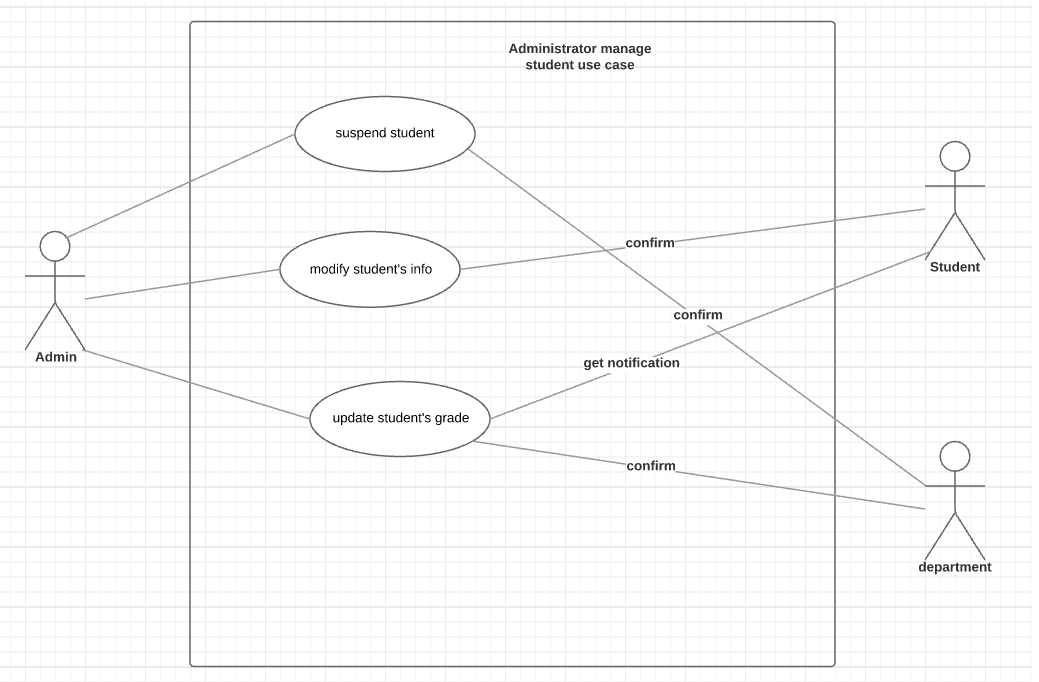 Administrator manage
student use case
suspend student
confirm
modify student's info
Student
confirm
Admin
get notification
update student's grade
confirm
department